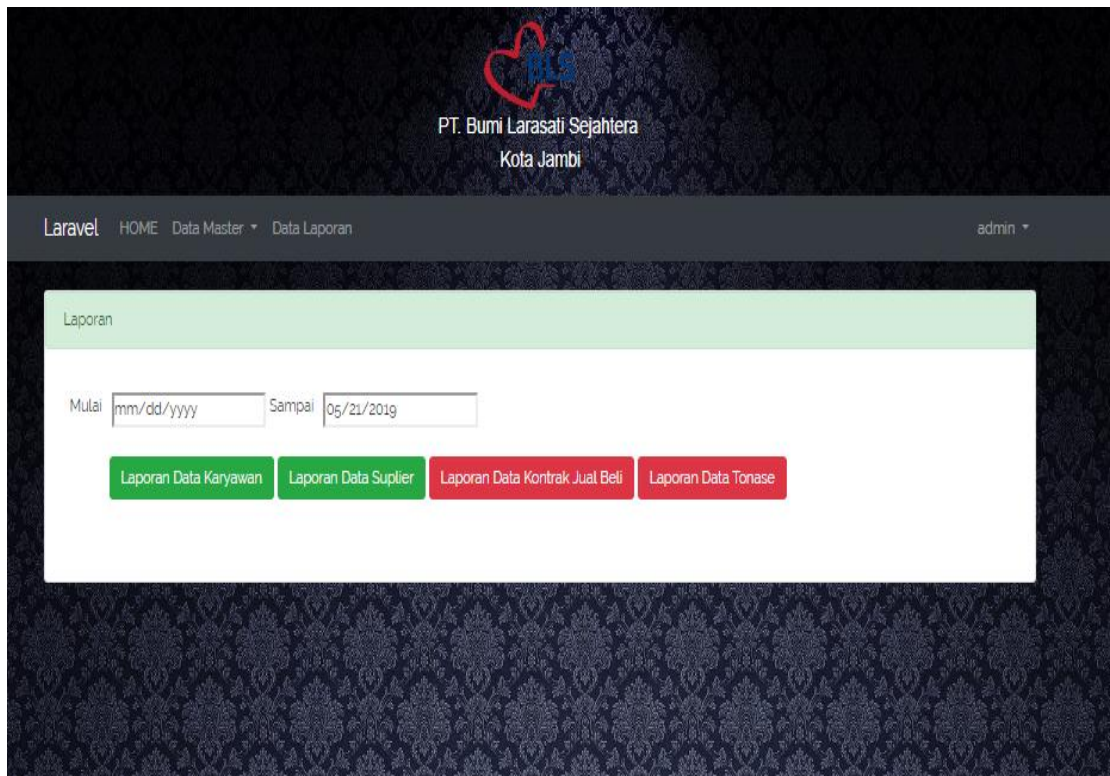 BLS
PT. Bumi Larasati Sejahtera
Kota Jambi
Laravel HOME Data Master Data Laporan admin
Laporan
Mulai mm/dd/yyyy Sampai 05/21/2019
Laporan Data Karyawan Laporan Data Suplier Laporan Data Kontrak Jual Beli Laporan Data Tonase